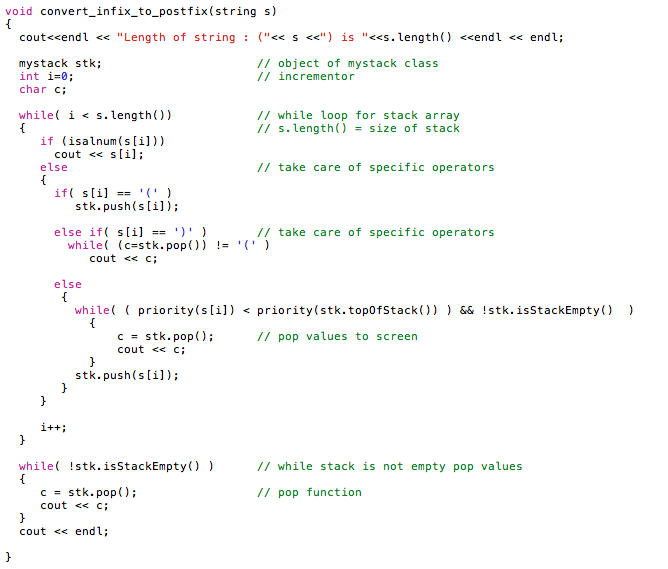 void convert_infix_to_postfix(string s)
{
  cout<<endl << "Length of string : ("<< s <<") is "<<s.length() <<endl << endl;

  mystack stk;                      // object of mystack class
  int i=0;                          // incrementor
  char c;

  while( i < s.length())            // while loop for stack array
  {                                 // s.length() = size of stack
     if (isalnum(s[i]))
       cout << s[i];
     else                           // take care of specific operators
     {
       if( s[i] == '(' )
          stk.push(s[i]);

       else if( s[i] == ')' )       // take care of specific operators
         while( (c=stk.pop()) != '(' )
            cout << c;

       else
        {
          while( ( priority(s[i]) < priority(stk.topOfStack()) ) && !stk.isStackEmpty()  )
            {
                c = stk.pop();      // pop values to screen
                cout << c;
            }
          stk.push(s[i]);
        }
     }

     i++;
  }

  while( !stk.isStackEmpty() )      // while stack is not empty pop values
  {
     c = stk.pop();                 // pop function
     cout << c;
  }
  cout << endl;

}